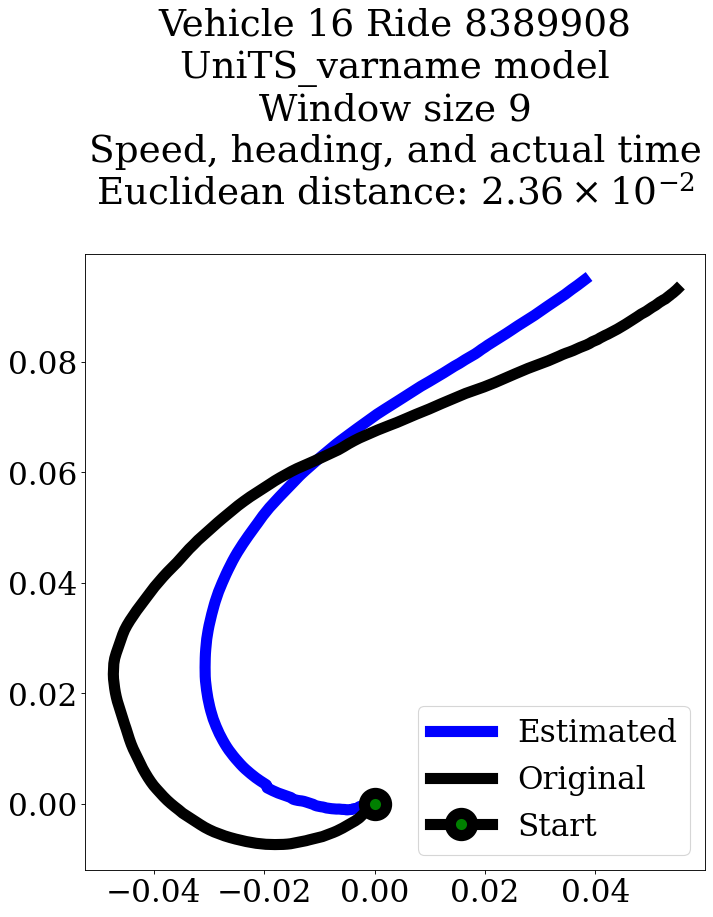 Vehicle 16 Ride 8389908
UniTS_varname model
Window size 9
Speed, heading, and actual time
Euclidean distance: 2.36 × 10⁻²
0.08
0.06
0.04
0.02
0.00
−0.04 −0.02 0.00 0.02 0.04
Estimated
Original
Start